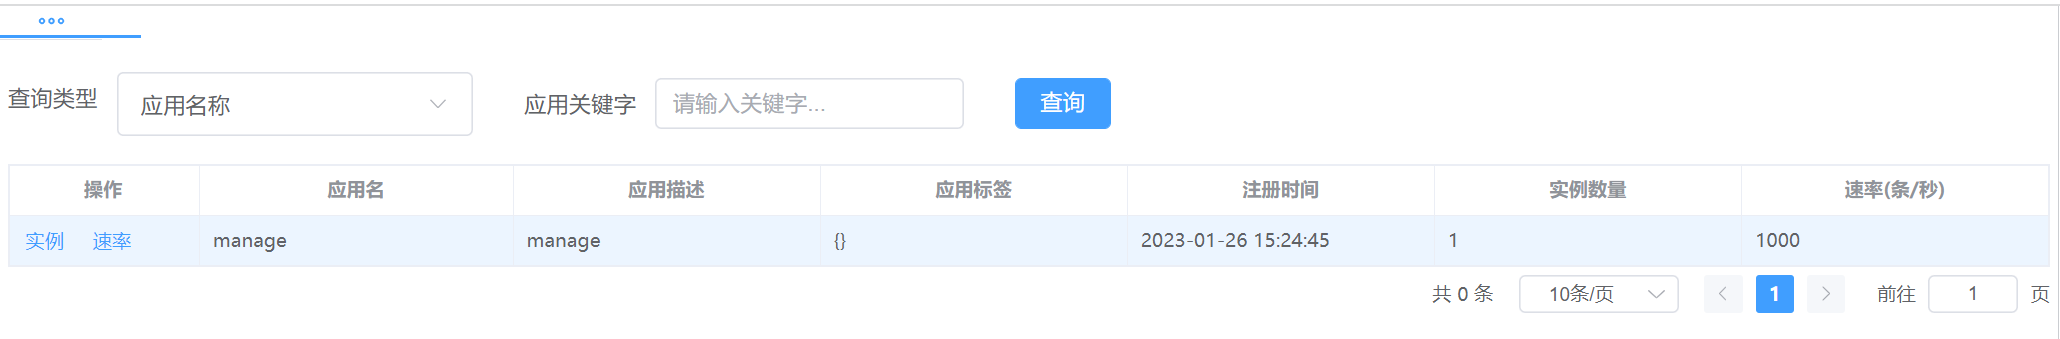 查询类型 应用名称 应用关键字 请输入关键字... 查询
操作 应用名 应用描述 应用标签 注册时间 实例数量 速率(条/秒)
实例 速率 manage manage {} 2023-01-26 15:24:45 1 1000
共 0 条 10条/页 1 前往 1 页